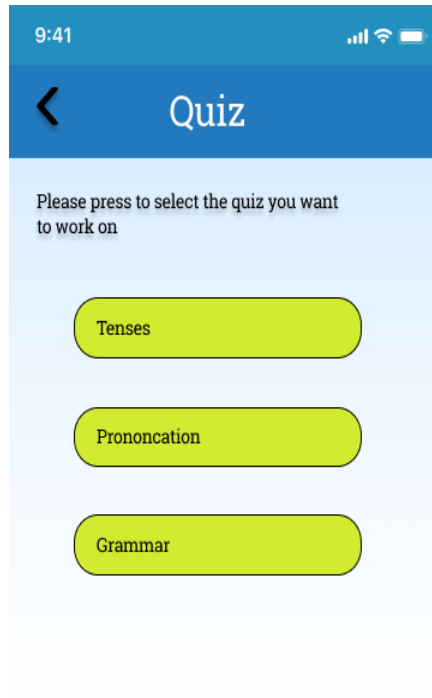 9:41
Quiz
Please press to select the quiz you want
to work on
Tenses
Prononcation
Grammar